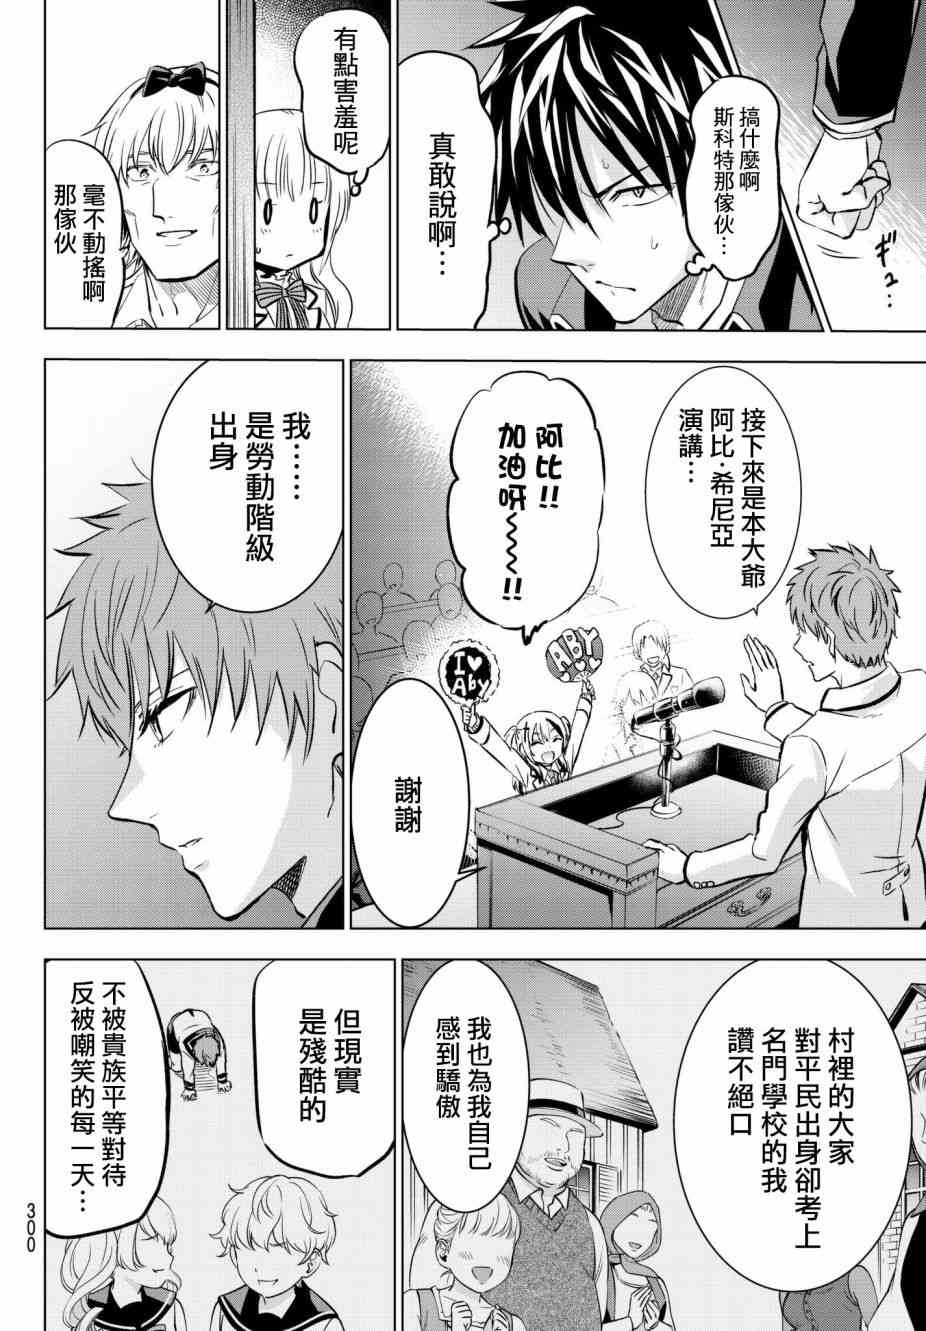 搞什麼啊
斯科特那傢伙…
真敢說啊…
ギュ…
有點害羞呢
毫不動搖啊
那傢伙
接下來是本大爺
阿比·希尼亞
演講…
阿比!!
加油呀~~~~~!!
ABY
I♥
Aby
謝謝
我……
是勞動階級
出身
村裡的大家
對平民出身卻考上
名門學校的我
讚不絕口
我也為我自己
感到驕傲
但現實
是殘酷的
不被貴族平等對待
反被嘲笑的每一天…
300